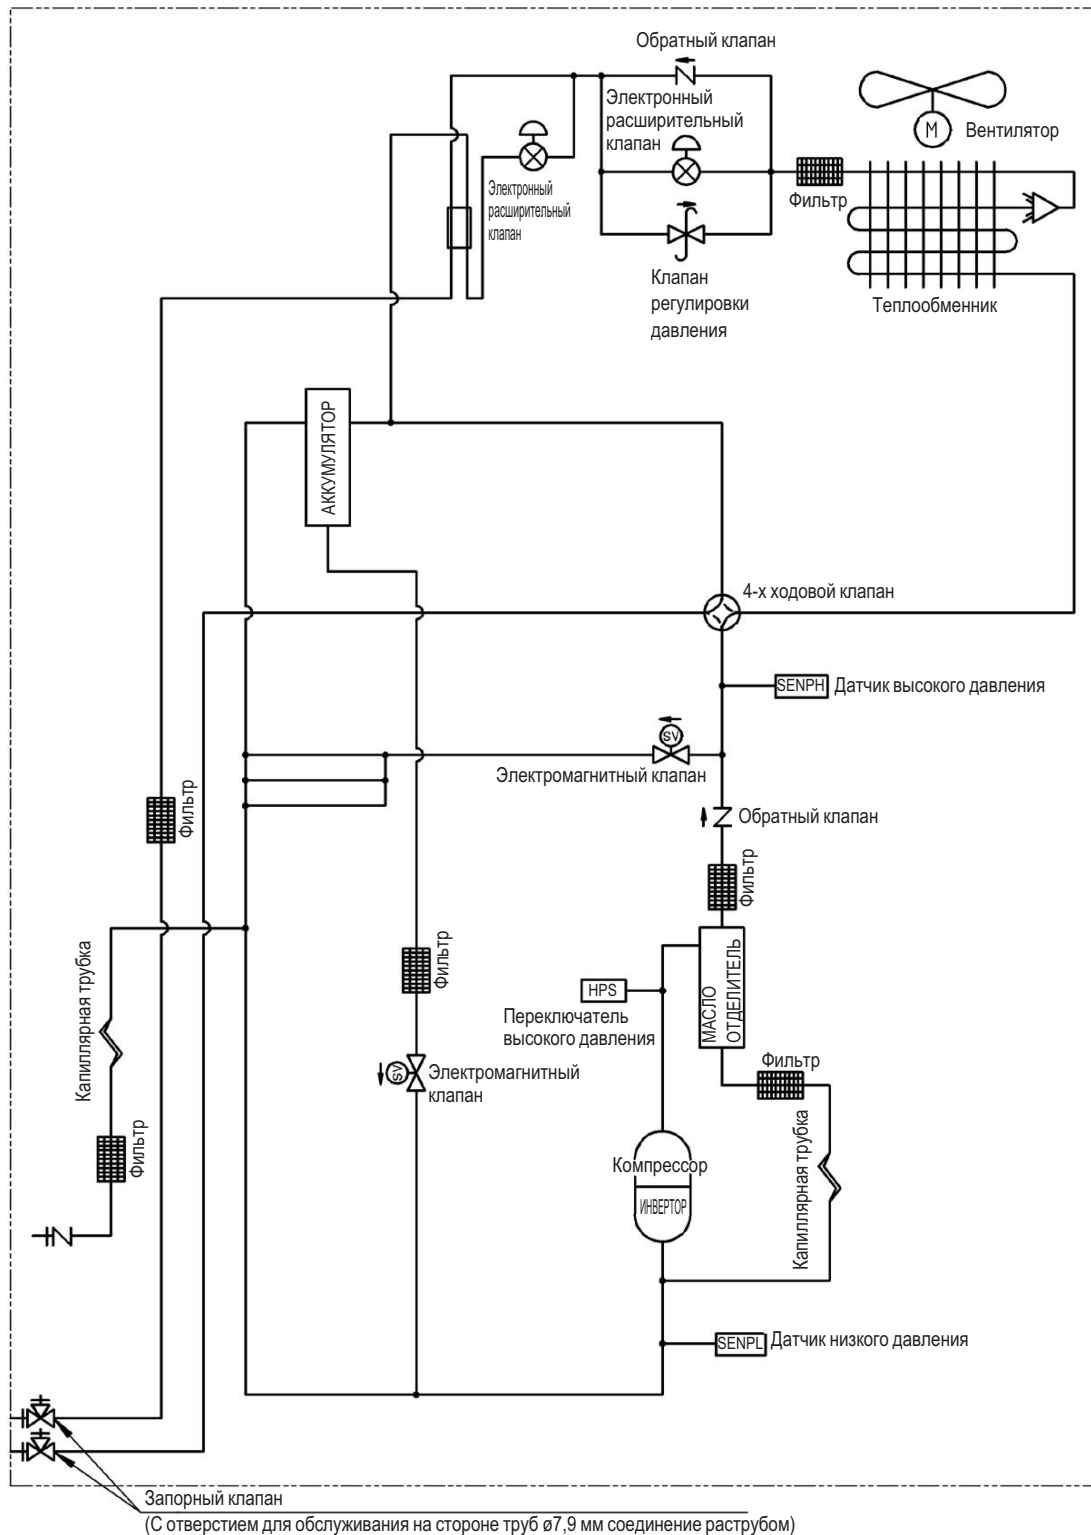 Обратный клапан
Электронный
расширительный
клапан
M
Вентилятор
Электронный
расширительный
клапан
Фильтр
Клапан
регулировки
давления
Теплообменник
АККУМУЛЯТОР
4-х ходовой клапан
SENPH
Датчик высокого давления
SV
Электромагнитный клапан
Фильтр
Обратный клапан
Фильтр
Капиллярная трубка
Фильтр
МАСЛО
ОТДЕЛИТЕЛЬ
HPS
Переключатель
высокого давления
SV
Электромагнитный
клапан
Фильтр
Фильтр
Капиллярная трубка
Компрессор
ИНВЕРТОР
SENPL
Датчик низкого давления
Запорный клапан
(С отверстием для обслуживания на стороне труб ø7,9 мм соединение раструбом)